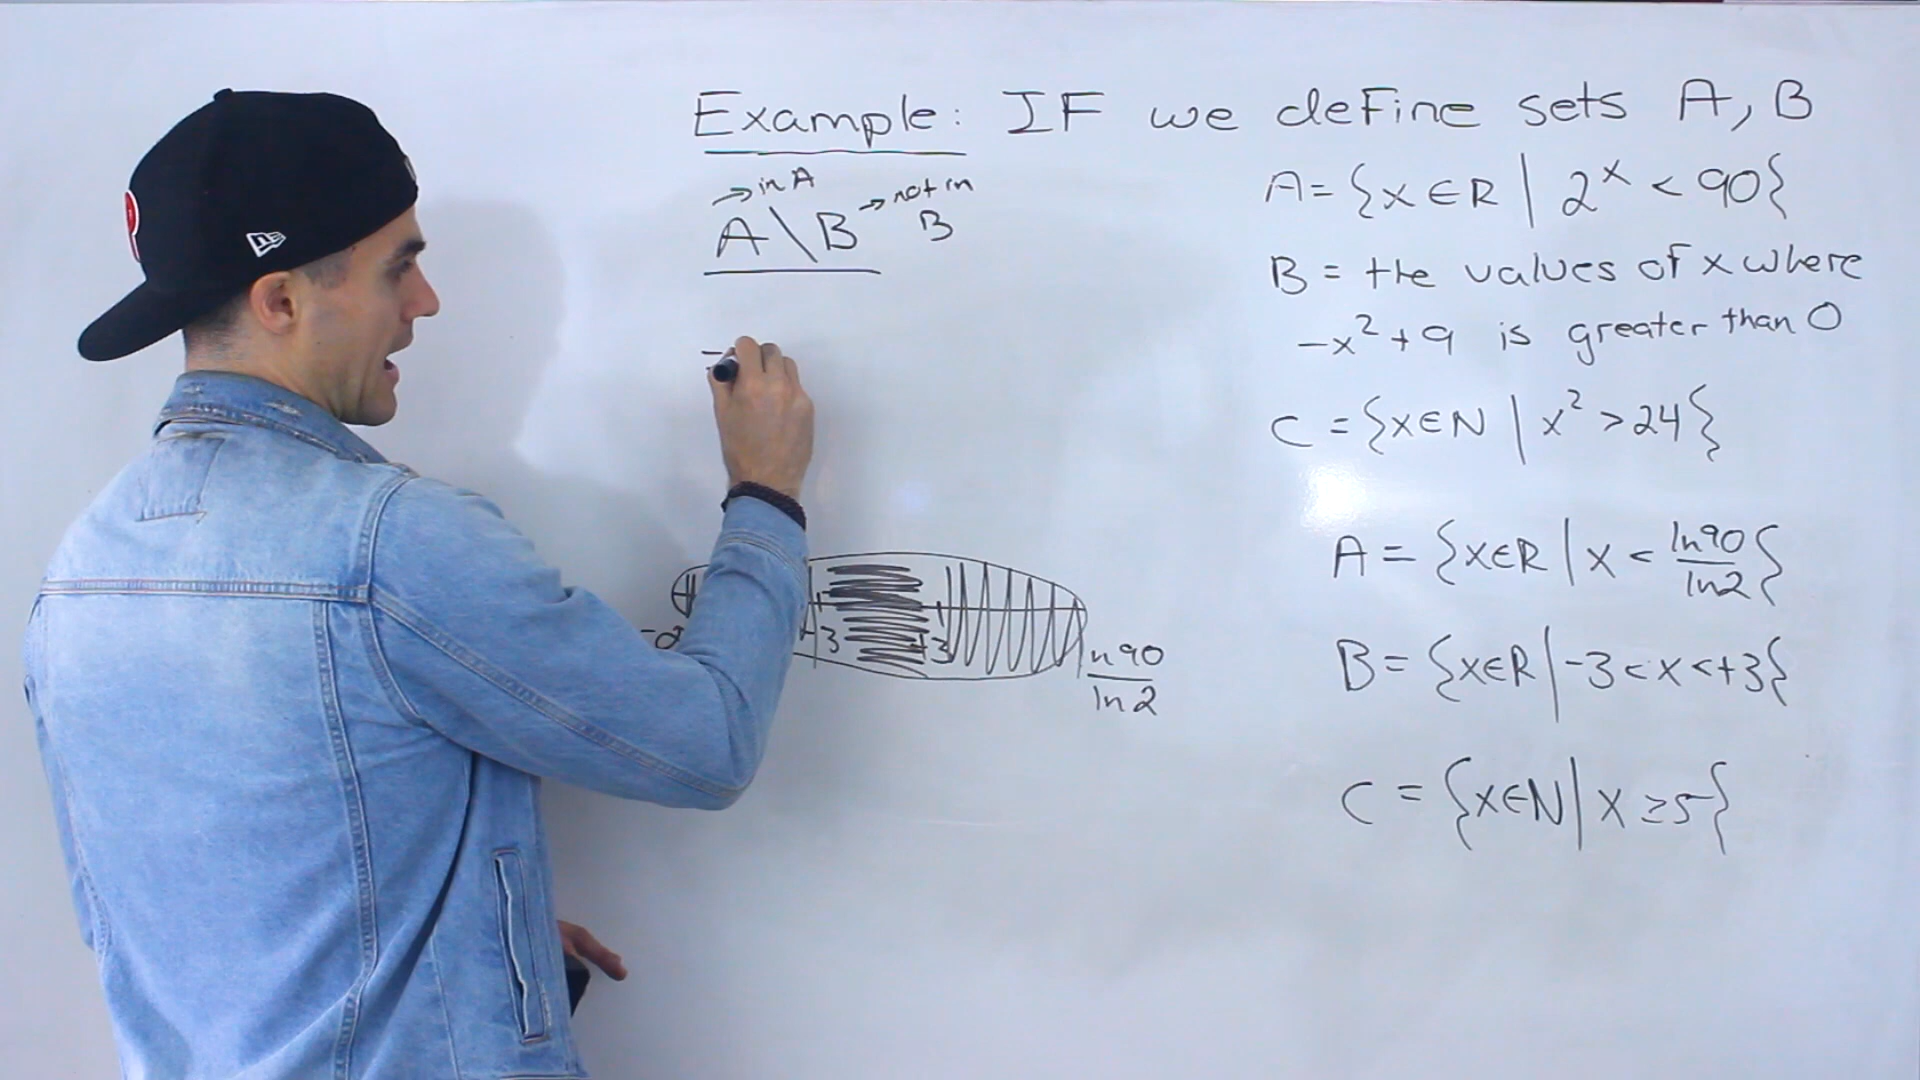 Example: IF we define sets A, B
→ in A
A \ B → not in B
A = {x ∈ R | 2^x < 90}
B = the values of x where
-x² + 9 is greater than 0
C = {x ∈ N | x² > 24}
A = {x ∈ R | x < ln90/ln2}
B = {x ∈ R | -3 < x < +3}
C = {x ∈ N | x ≥ 5}
-3 +3
ln2